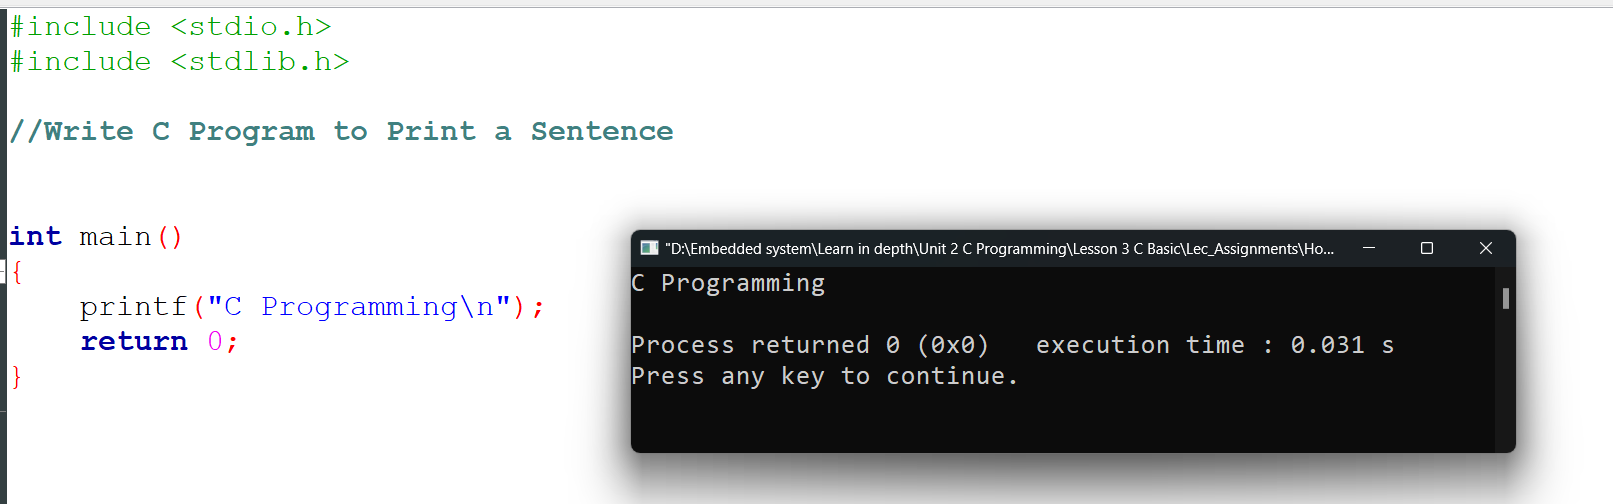 #include <stdio.h>
#include <stdlib.h>
//Write C Program to Print a Sentence
int main()
{
printf("C Programming\n");
return 0;
}
"D:\Embedded system\Learn in depth\Unit 2 C Programming\Lesson 3 C Basic\Lec_Assignments\Ho...
C Programming
Process returned 0 (0x0)   execution time : 0.031 s
Press any key to continue.